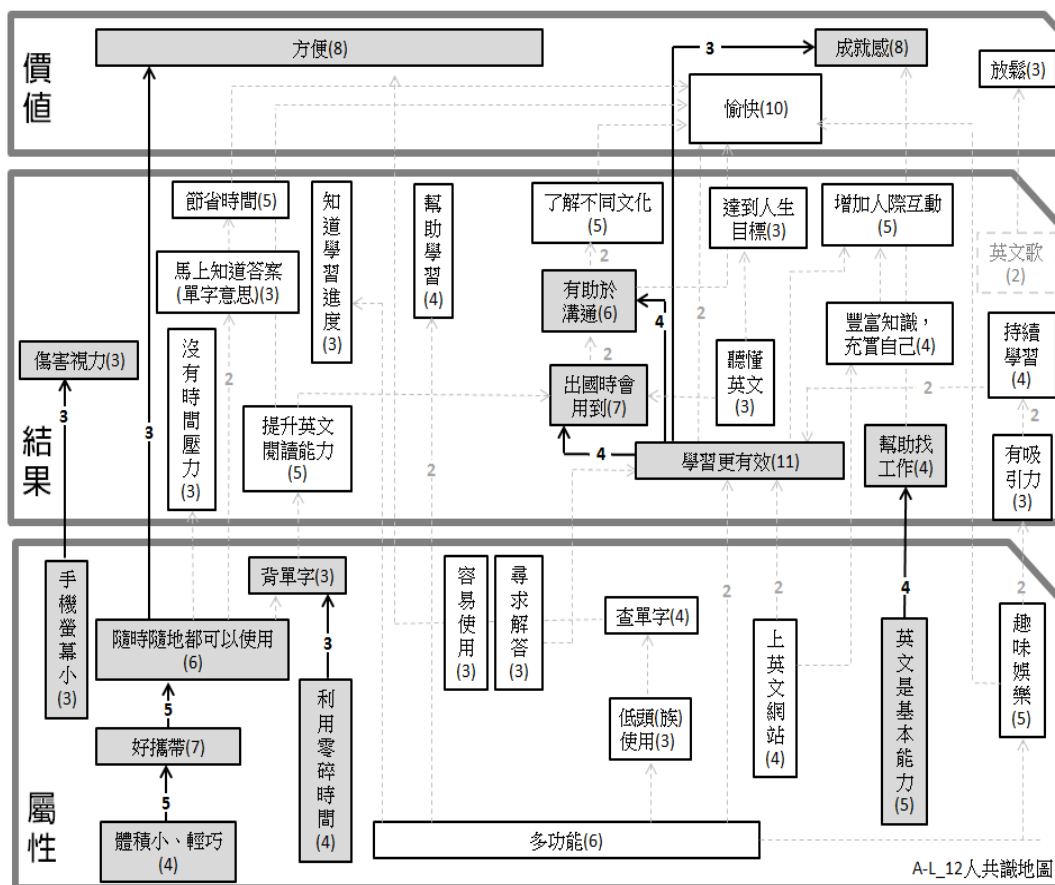 價值
方便(8)
3
成就感(8)
放鬆(3)
愉快(10)
結果
節省時間(5)
知道學習進度(3)
幫助學習(4)
了解不同文化
(5)
達到人生
目標(3)
增加人際互動
(5)
英文歌
(2)
馬上知道答案
(單字意思)(3)
2
有助於
溝通(6)
4
2
豐富知識，
充實自己(4)
持續
學習
(4)
傷害視力(3)
沒有時間壓力(3)
2
2
出國時會
用到(7)
聽懂
英文
(3)
2
3
3
提升英文
閱讀能力
(5)
2
4
學習更有效(11)
幫助找
工作(4)
2
有吸
引力
(3)
屬性
手機螢幕小(3)
背單字(3)
容易使用(3)
尋求解答(3)
2
2
4
2
查單字(4)
隨時隨地都可以使用
(6)
3
利用零碎時間(4)
上英文網站(4)
英文是基本能力(5)
趣味娛樂(5)
5
低頭(族)
使用(3)
好攜帶(7)
5
體積小、輕巧
(4)
多功能(6)
A-L_12人共識地圖